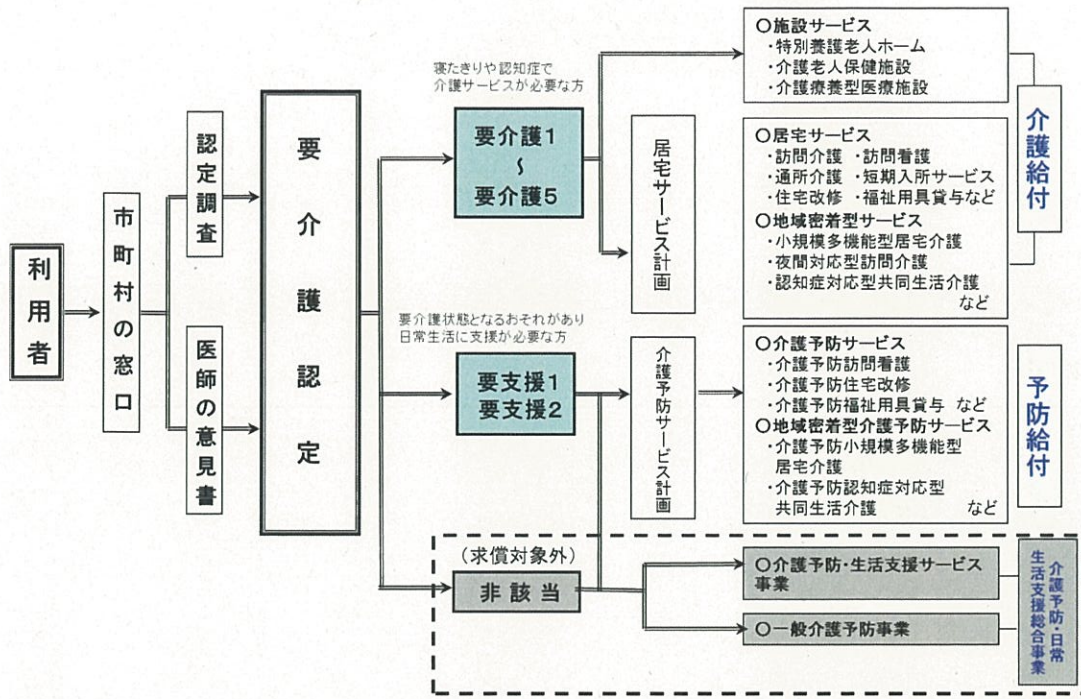 利用者
市町村の窓口
認定調査
医師の意見書
要介護認定
寝たきりや認知症で
介護サービスが必要な方
要介護1
〜
要介護5
要介護状態となるおそれがあり
日常生活に支援が必要な方
要支援1
要支援2
(求償対象外)
非該当
居宅サービス計画
介護予防サービス計画
○施設サービス
・特別養護老人ホーム
・介護老人保健施設
・介護療養型医療施設
○居宅サービス
・訪問介護 ・訪問看護
・通所介護 ・短期入所サービス
・住宅改修 ・福祉用具貸与など
○地域密着型サービス
・小規模多機能型居宅介護
・夜間対応型訪問介護
・認知症対応型共同生活介護
など
介護給付
○介護予防サービス
・介護予防訪問看護
・介護予防住宅改修
・介護予防福祉用具貸与 など
○地域密着型介護予防サービス
・介護予防小規模多機能型
居宅介護
・介護予防認知症対応型
共同生活介護 など
予防給付
○介護予防・生活支援サービス
事業
○一般介護予防事業
介護予防・日常
生活支援総合事業